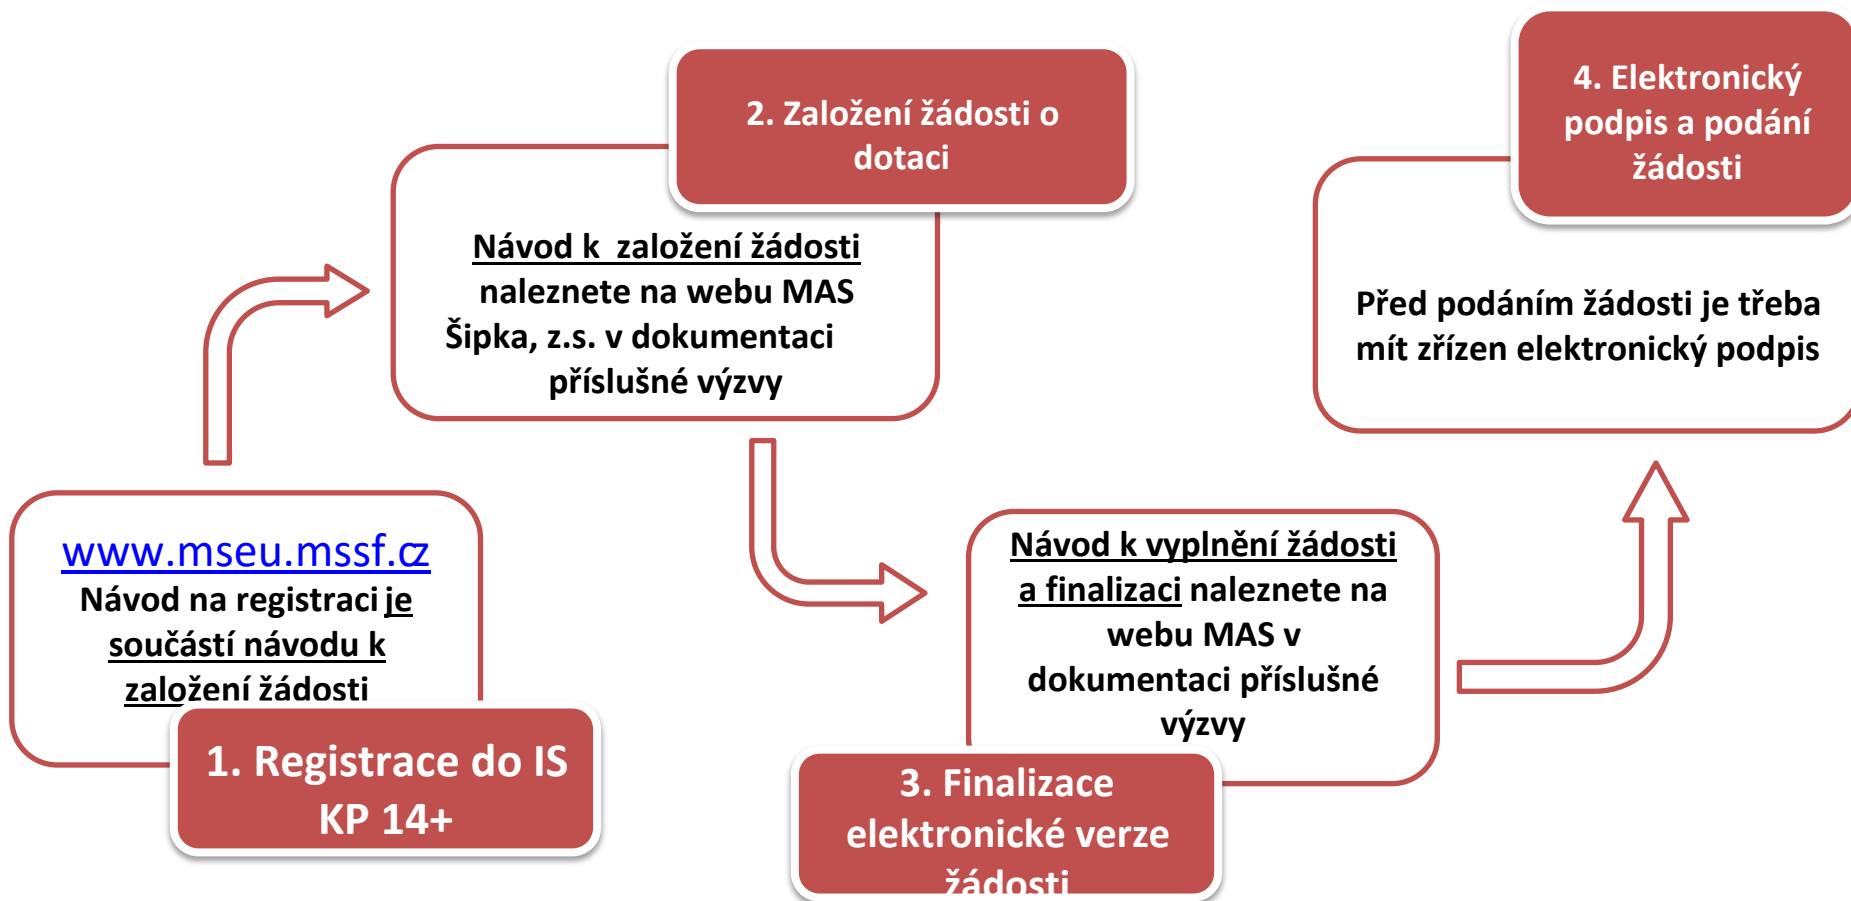 www.mseu.mssf.cz
Návod na registraci je
součástí návodu k
založení žádosti
1. Registrace do IS
KP 14+
2. Založení žádosti o
dotaci
Návod k založení žádosti
naleznete na webu MAS
Šipka, z.s. v dokumentaci
příslušné výzvy
Návod k vyplnění žádosti
a finalizaci naleznete na
webu MAS v
dokumentaci příslušné
výzvy
3. Finalizace
elektronické verze
žádosti
4. Elektronický
podpis a podání
žádosti
Před podáním žádosti je třeba
mít zřízen elektronický podpis